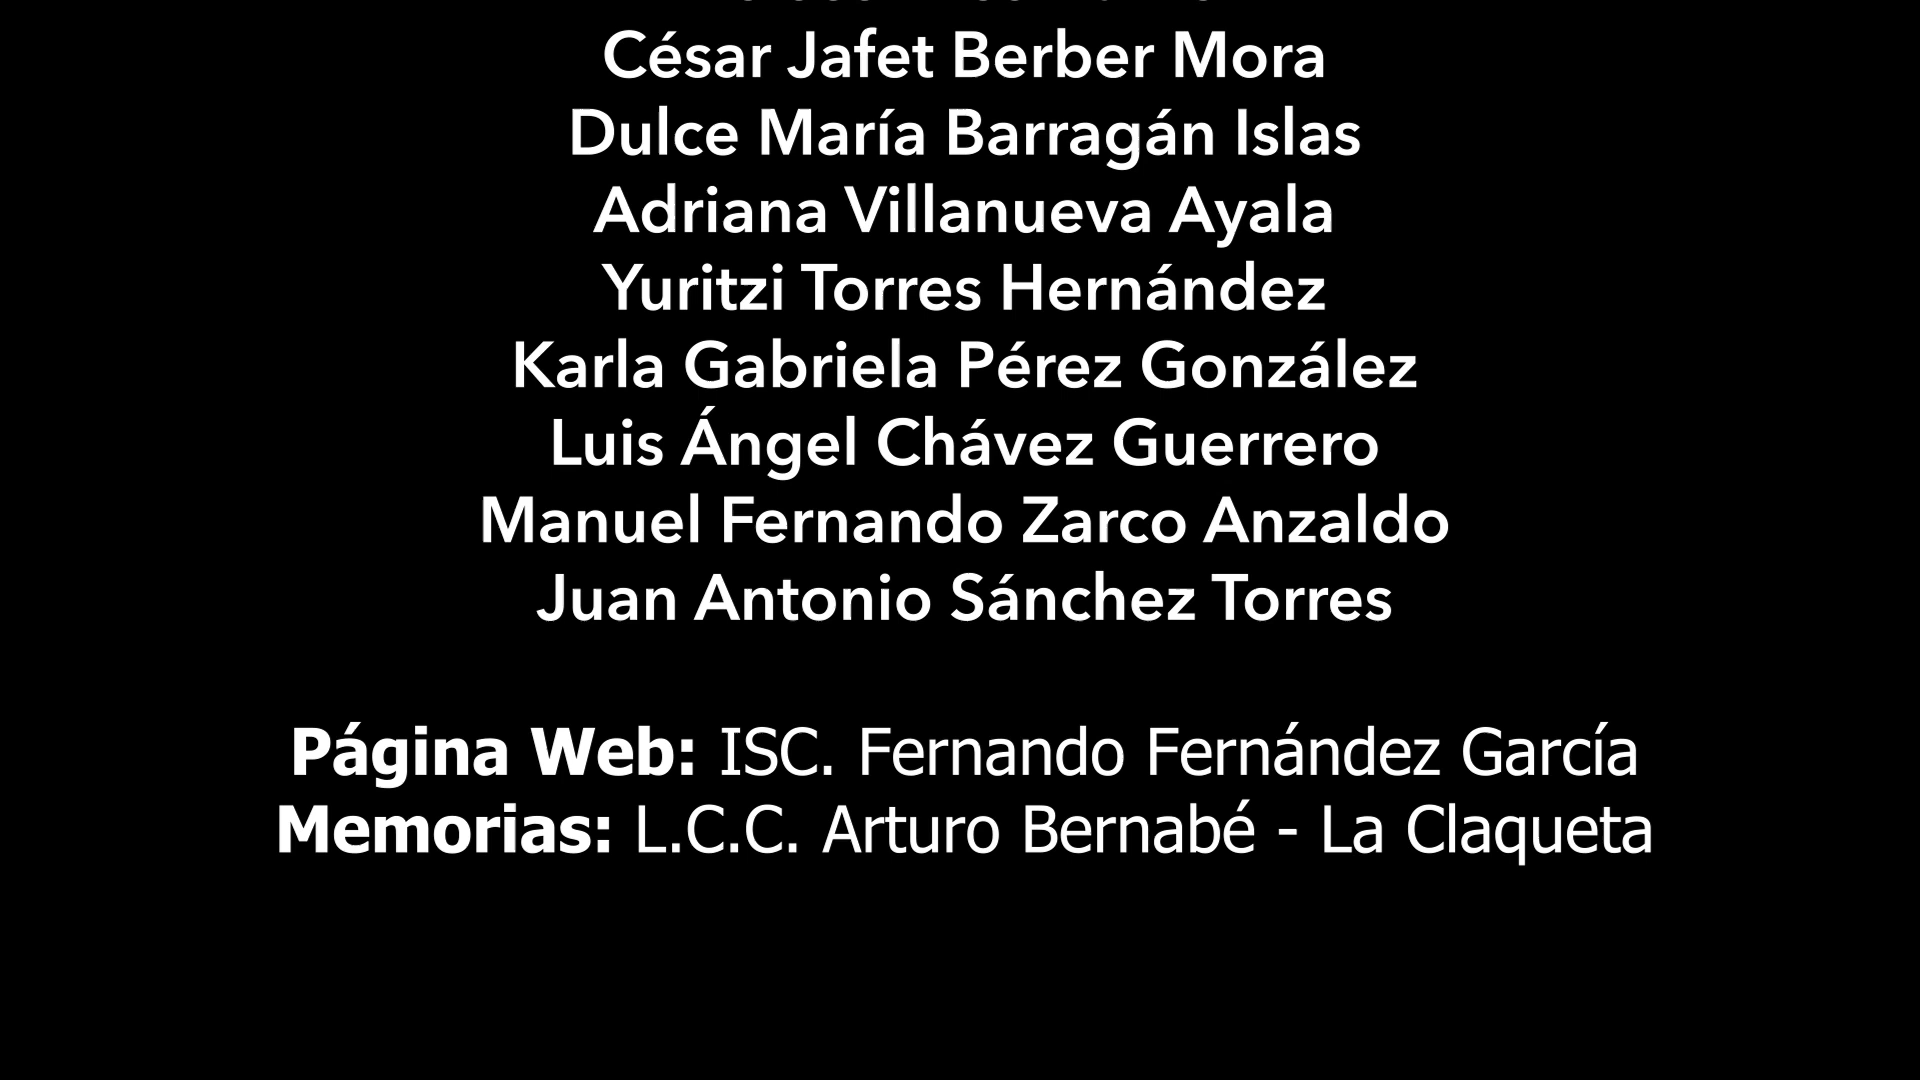 César Jafet Berber Mora
Dulce María Barragán Islas
Adriana Villanueva Ayala
Yuritzi Torres Hernández
Karla Gabriela Pérez González
Luis Ángel Chávez Guerrero
Manuel Fernando Zarco Anzaldo
Juan Antonio Sánchez Torres
Página Web: ISC. Fernando Fernández García
Memorias: L.C.C. Arturo Bernabé - La Claqueta